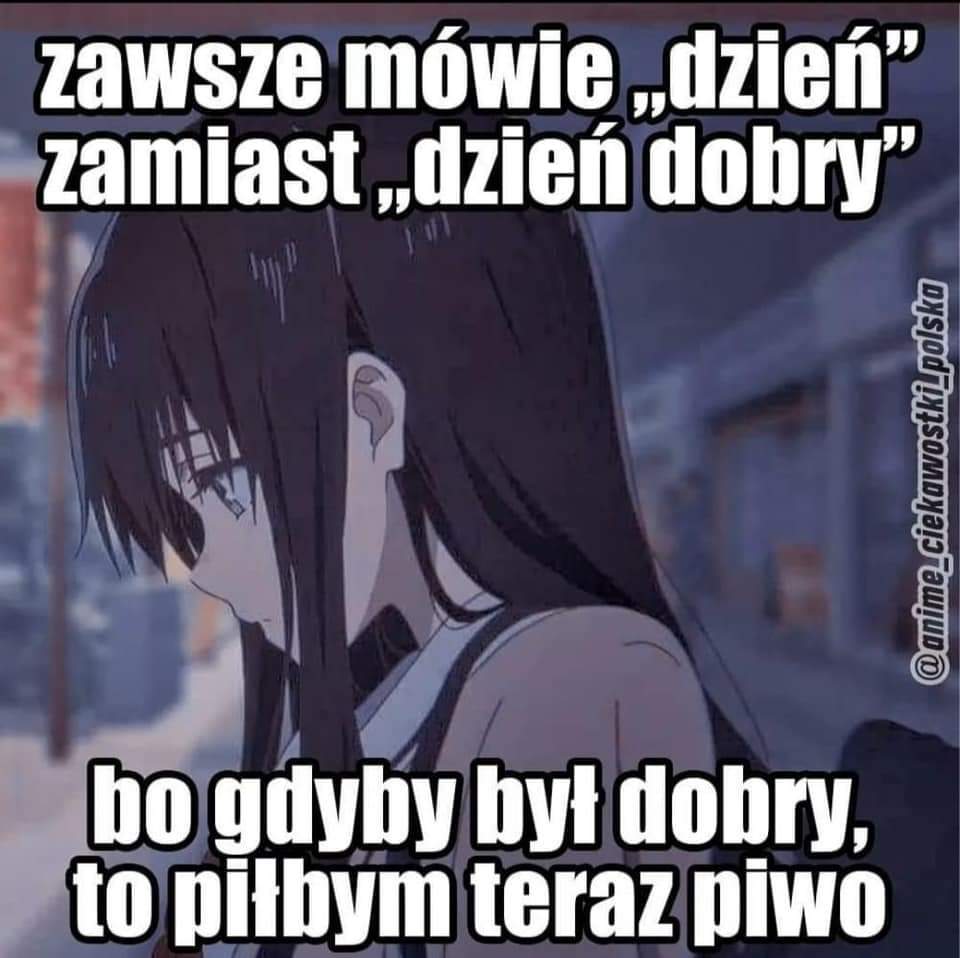 zawsze mówie „dzień”
zamiast „dzień dobry”
@anime_ciekawostki_polska
bo gdyby był dobry,
to piłbym teraz piwo